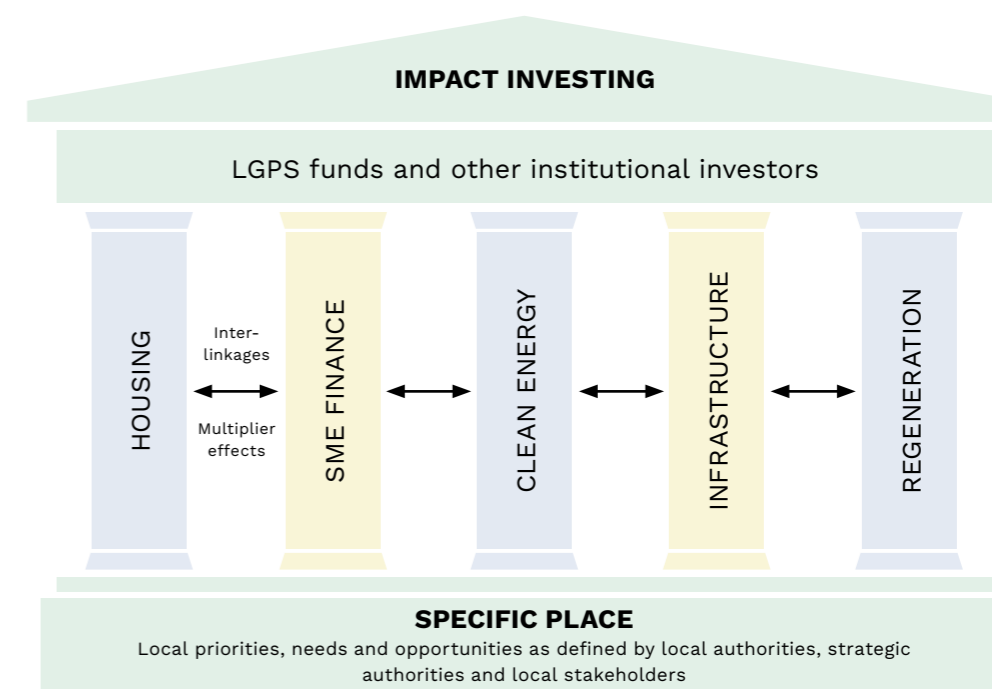 IMPACT INVESTING
LGPS funds and other institutional investors
HOUSING
Inter-
linkages
Multiplier
effects
SME FINANCE
CLEAN ENERGY
INFRASTRUCTURE
REGENERATION
SPECIFIC PLACE
Local priorities, needs and opportunities as defined by local authorities, strategic
authorities and local stakeholders